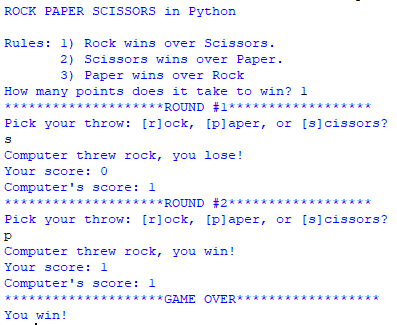 ROCK PAPER SCISSORS in Python
Rules: 1) Rock wins over Scissors.
2) Scissors wins over Paper.
3) Paper wins over Rock
How many points does it take to win? 1
********************ROUND #1******************
Pick your throw: [r]ock, [p]aper, or [s]cissors?
s
Computer threw rock, you lose!
Your score: 0
Computer's score: 1
********************ROUND #2******************
Pick your throw: [r]ock, [p]aper, or [s]cissors?
p
Computer threw rock, you win!
Your score: 1
Computer's score: 1
********************GAME OVER******************
You win!